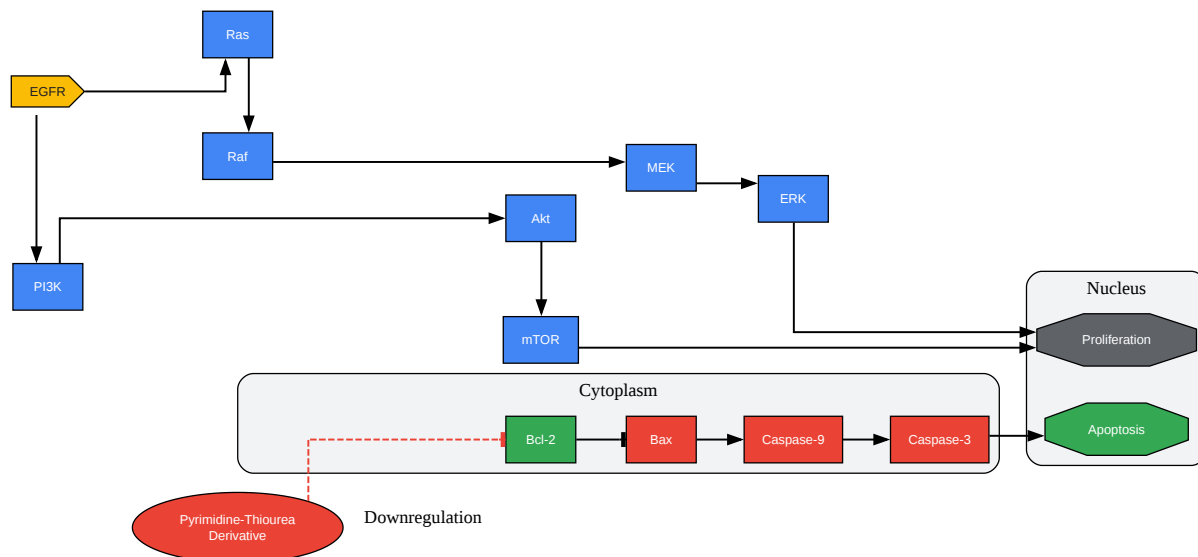 Ras
EGFR
Raf
MEK
ERK
Akt
PI3K
Nucleus
mTOR
Proliferation
Cytoplasm
Bcl-2
Bax
Caspase-9
Caspase-3
Apoptosis
Pyrimidine-Thiourea
Derivative
Downregulation